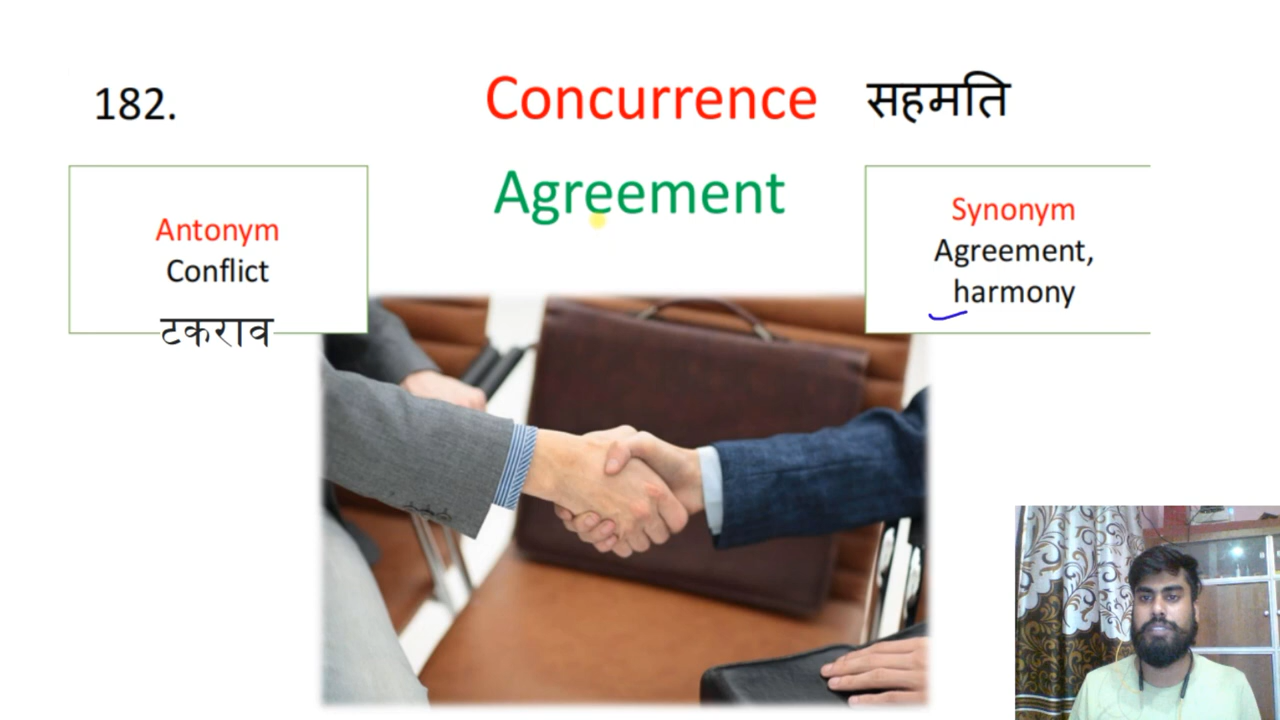 182.
Concurrence सहमति
Agreement
Antonym
Conflict
टकराव
Synonym
Agreement,
harmony